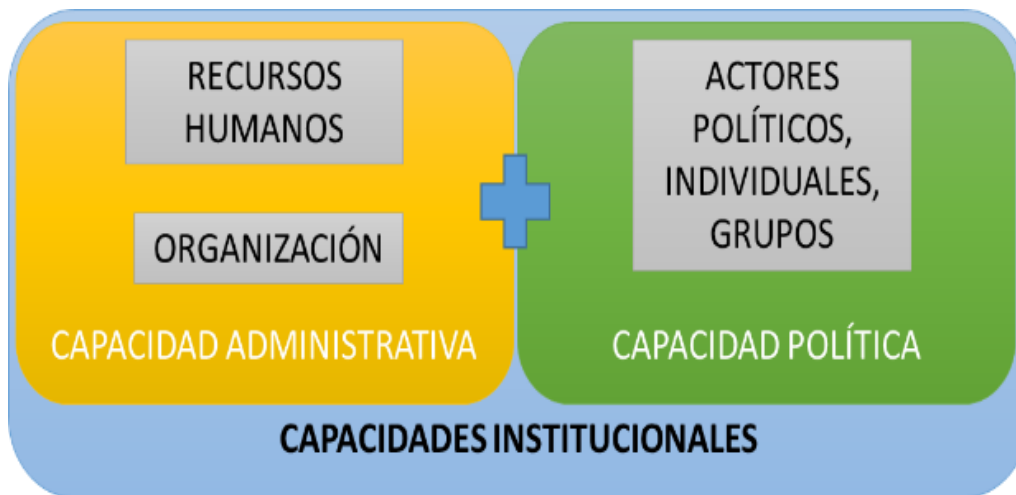 RECURSOS
HUMANOS
ORGANIZACIÓN
CAPACIDAD ADMINISTRATIVA
ACTORES
POLÍTICOS,
INDIVIDUALES,
GRUPOS
CAPACIDAD POLÍTICA
CAPACIDADES INSTITUCIONALES